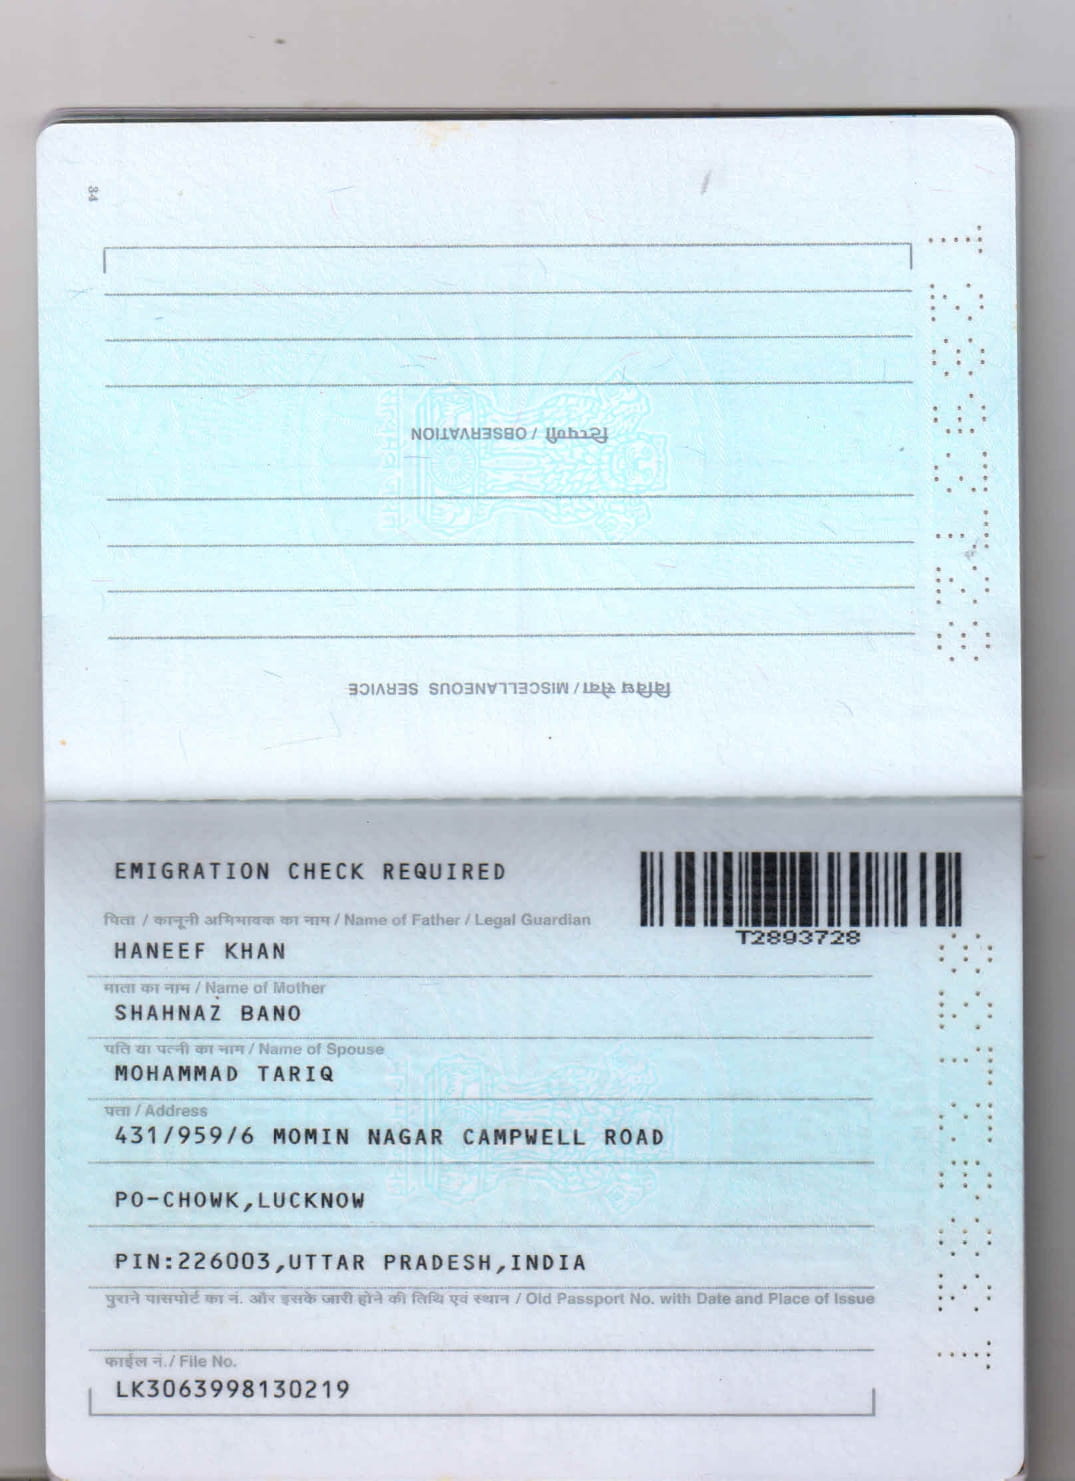 34
टिप्पणी / OBSERVATION
विविध सेवा / MISCELLANEOUS SERVICE
EMIGRATION CHECK REQUIRED
T2893728
पिता / कानूनी अभिभावक का नाम / Name of Father / Legal Guardian
HANEEF KHAN
माता का नाम / Name of Mother
SHAHNAZ BANO
पति या पत्नी का नाम / Name of Spouse
MOHAMMAD TARIQ
पता / Address
431/959/6 MOMIN NAGAR CAMPWELL ROAD
PO-CHOWK,LUCKNOW
PIN:226003,UTTAR PRADESH,INDIA
पुराने पासपोर्ट का नं. और इसके जारी होने की तिथि एवं स्थान / Old Passport No. with Date and Place of Issue
फाईल नं./ File No.
LK3063998130219